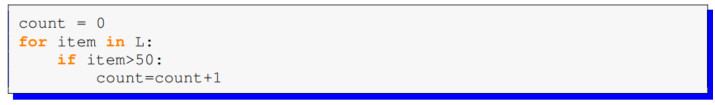 count = 0
for item in L:
    if item>50:
        count=count+1